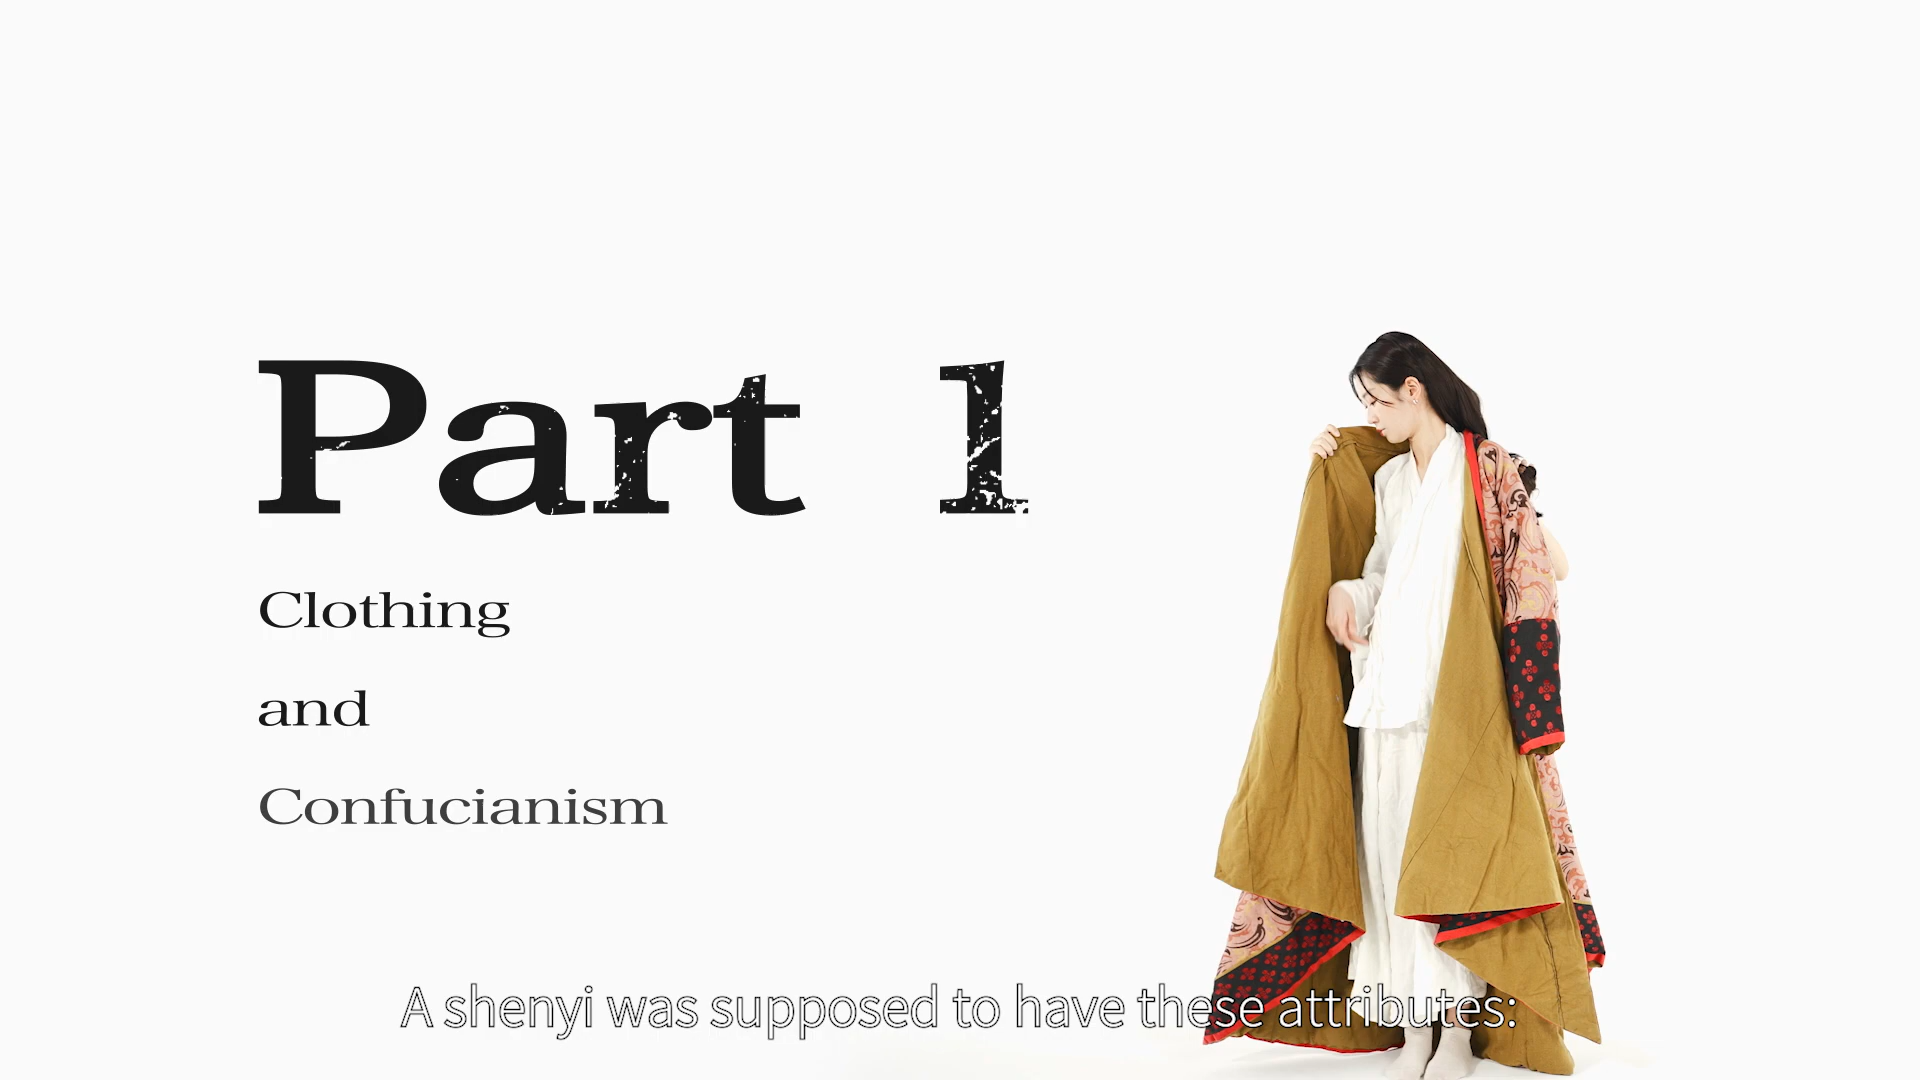 Part 1
Clothing
and
Confucianism
A shenyi was supposed to have these attributes: